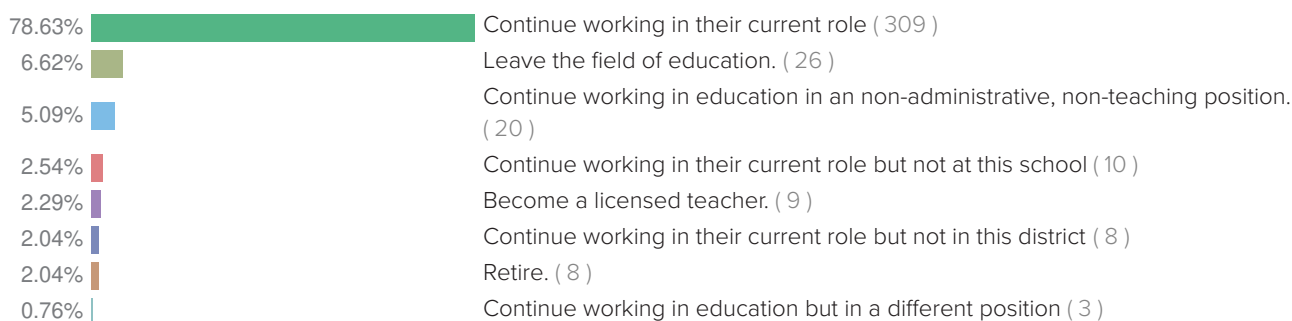 78.63% Continue working in their current role ( 309 )
6.62% Leave the field of education. ( 26 )
5.09% Continue working in education in an non-administrative, non-teaching position.
( 20 )
2.54% Continue working in their current role but not at this school ( 10 )
2.29% Become a licensed teacher. ( 9 )
2.04% Continue working in their current role but not in this district ( 8 )
2.04% Retire. ( 8 )
0.76% Continue working in education but in a different position ( 3 )